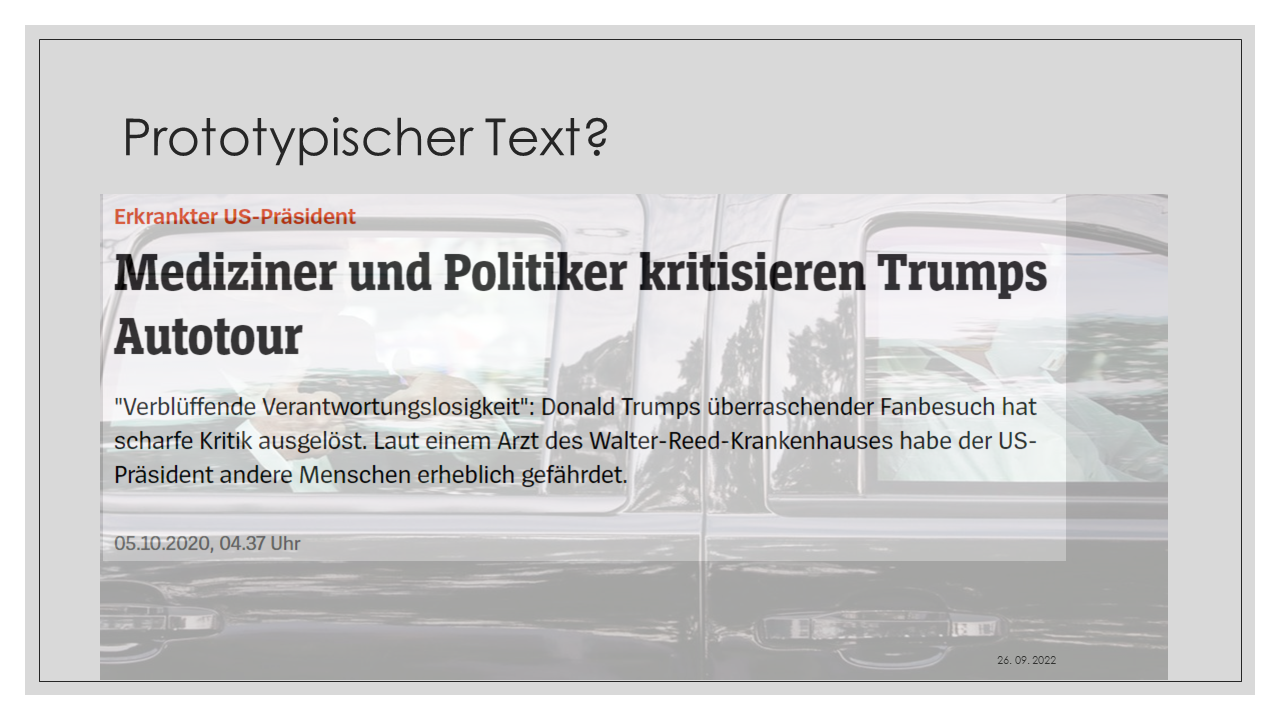 Prototypischer Text?
Erkrankter US-Präsident
Mediziner und Politiker kritisieren Trumps
Autotour
"Verblüffende Verantwortungslosigkeit": Donald Trumps überraschender Fanbesuch hat
scharfe Kritik ausgelöst. Laut einem Arzt des Walter-Reed-Krankenhauses habe der US-
Präsident andere Menschen erheblich gefährdet.
05.10.2020, 04.37 Uhr
26. 09. 2022